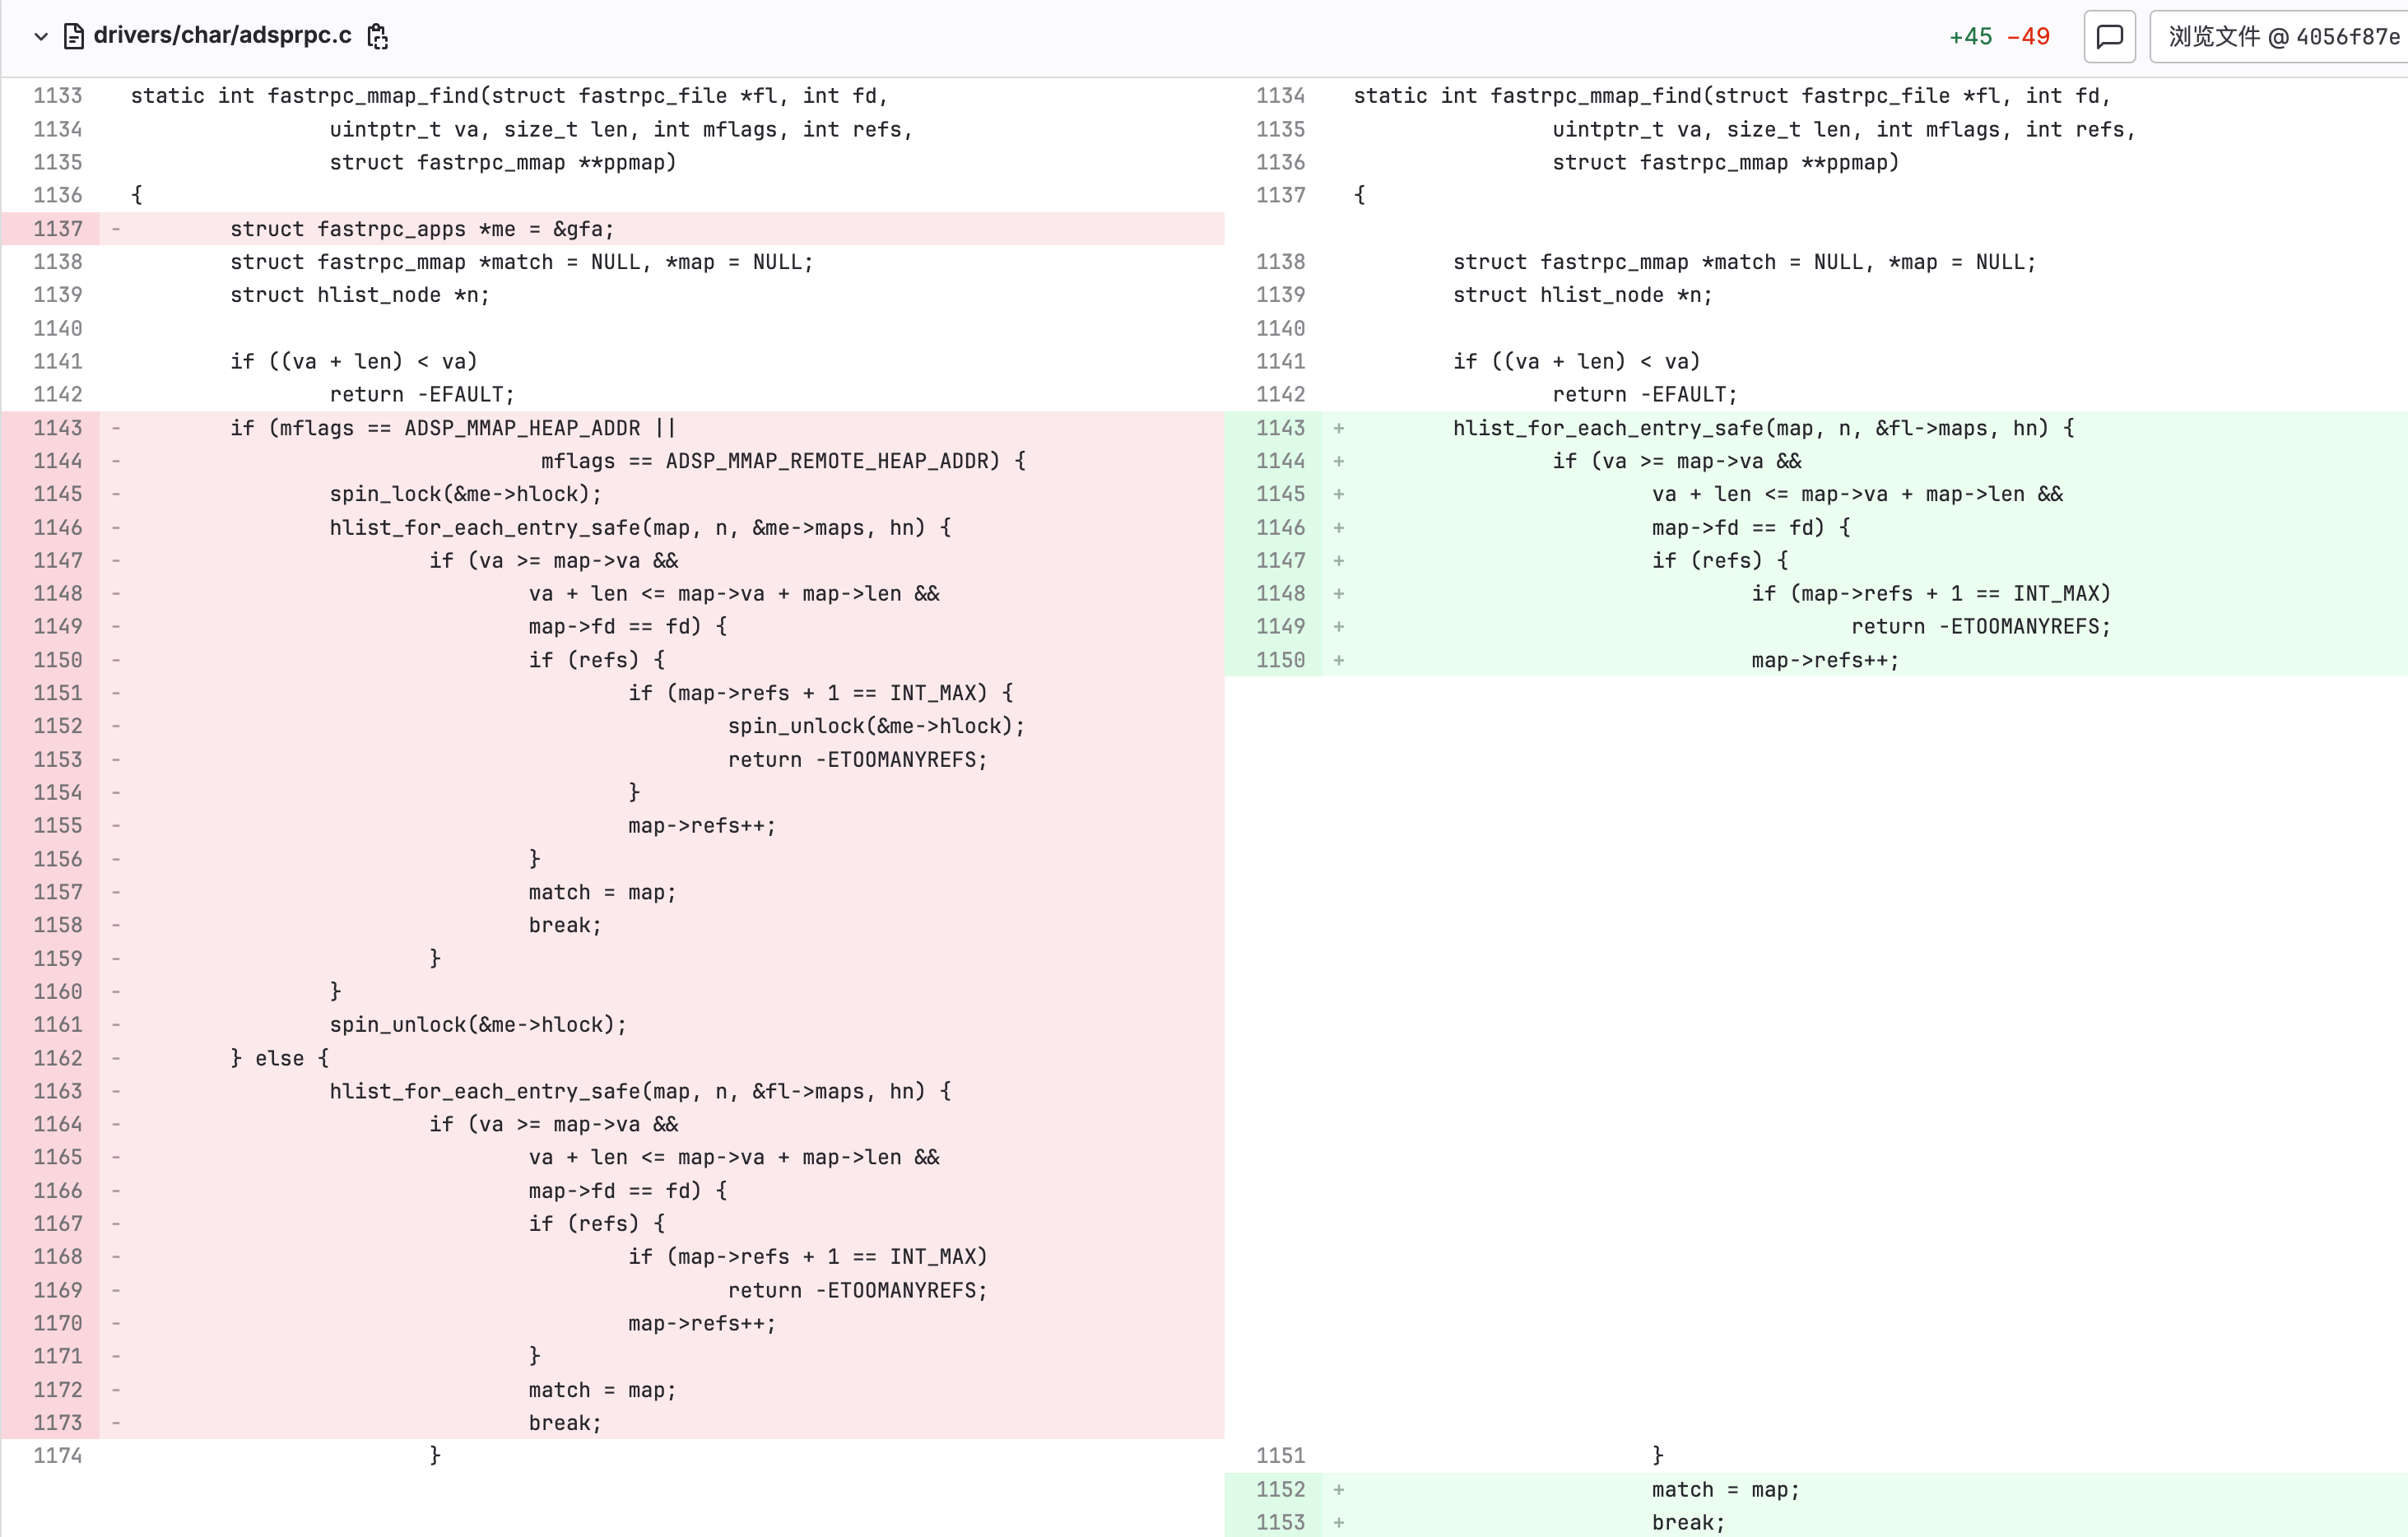 drivers/char/adsprpc.c
+45 −49
浏览文件 @ 4056f87e
1133 static int fastrpc_mmap_find(struct fastrpc_file *fl, int fd,
1134 uintptr_t va, size_t len, int mflags, int refs,
1135 struct fastrpc_mmap **ppmap)
1136 {
1137 - struct fastrpc_apps *me = &gfa;
1138 struct fastrpc_mmap *match = NULL, *map = NULL;
1139 struct hlist_node *n;
1140
1141 if ((va + len) < va)
1142 return -EFAULT;
1143 - if (mflags == ADSP_MMAP_HEAP_ADDR ||
1144 - mflags == ADSP_MMAP_REMOTE_HEAP_ADDR) {
1145 - spin_lock(&me->hlock);
1146 - hlist_for_each_entry_safe(map, n, &me->maps, hn) {
1147 - if (va >= map->va &&
1148 - va + len <= map->va + map->len &&
1149 - map->fd == fd) {
1150 - if (refs) {
1151 - if (map->refs + 1 == INT_MAX) {
1152 - spin_unlock(&me->hlock);
1153 - return -ETOOMANYREFS;
1154 - }
1155 - map->refs++;
1156 - }
1157 - match = map;
1158 - break;
1159 - }
1160 - }
1161 - spin_unlock(&me->hlock);
1162 - } else {
1163 - hlist_for_each_entry_safe(map, n, &fl->maps, hn) {
1164 - if (va >= map->va &&
1165 - va + len <= map->va + map->len &&
1166 - map->fd == fd) {
1167 - if (refs) {
1168 - if (map->refs + 1 == INT_MAX)
1169 - return -ETOOMANYREFS;
1170 - map->refs++;
1171 - }
1172 - match = map;
1173 - break;
1174 }
1134 static int fastrpc_mmap_find(struct fastrpc_file *fl, int fd,
1135 uintptr_t va, size_t len, int mflags, int refs,
1136 struct fastrpc_mmap **ppmap)
1137 {
1138 struct fastrpc_mmap *match = NULL, *map = NULL;
1139 struct hlist_node *n;
1140
1141 if ((va + len) < va)
1142 return -EFAULT;
1143 + hlist_for_each_entry_safe(map, n, &fl->maps, hn) {
1144 + if (va >= map->va &&
1145 + va + len <= map->va + map->len &&
1146 + map->fd == fd) {
1147 + if (refs) {
1148 + if (map->refs + 1 == INT_MAX)
1149 + return -ETOOMANYREFS;
1150 + map->refs++;
1151 }
1152 + match = map;
1153 + break;